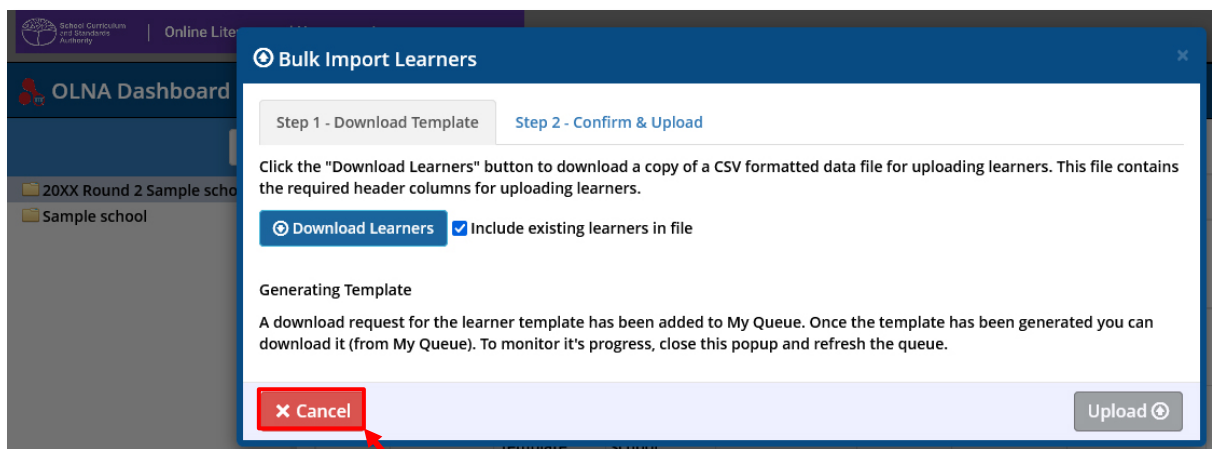 School Curriculum
and Standards
Authority
Online Lite
Bulk Import Learners
×
OLNA Dashboard
Step 1 - Download Template
Step 2 - Confirm & Upload
Click the "Download Learners" button to download a copy of a CSV formatted data file for uploading learners. This file contains
the required header columns for uploading learners.
20XX Round 2 Sample scho
Sample school
Download Learners
Include existing learners in file
Generating Template
A download request for the learner template has been added to My Queue. Once the template has been generated you can
download it (from My Queue). To monitor it's progress, close this popup and refresh the queue.
Cancel
Upload